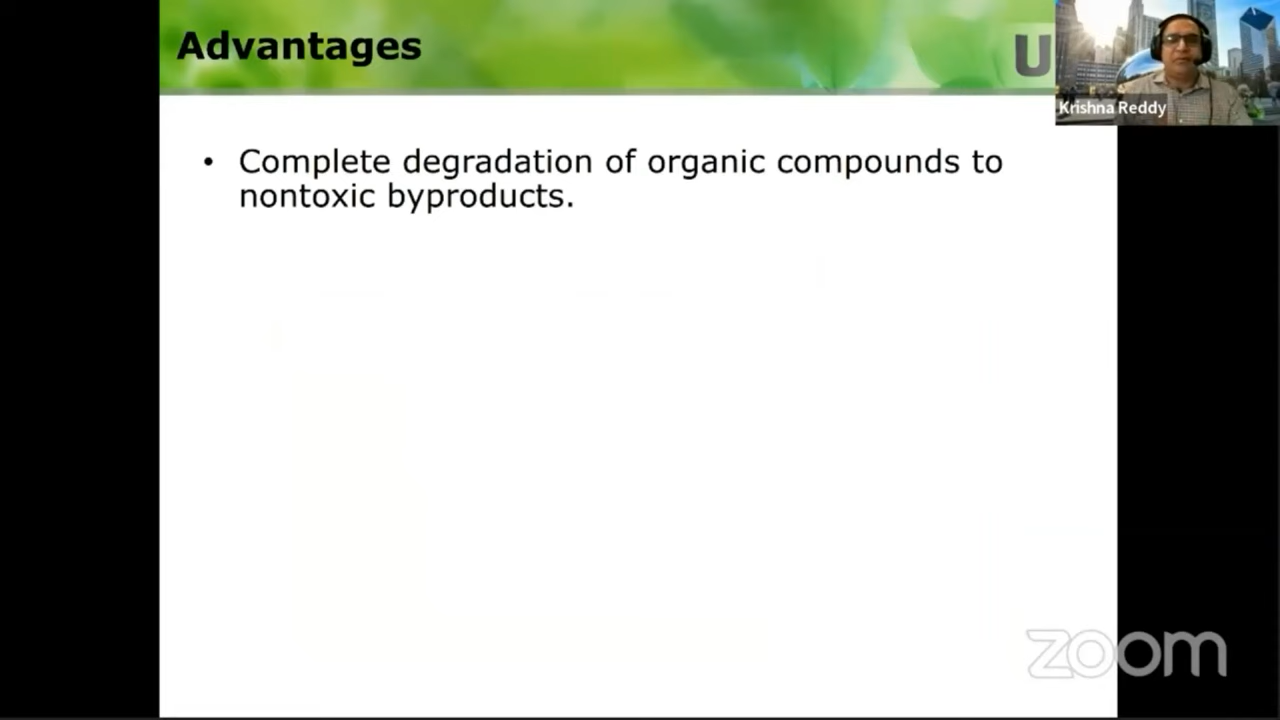 Advantages
U
Krishna Reddy
• Complete degradation of organic compounds to
nontoxic byproducts.
zoom